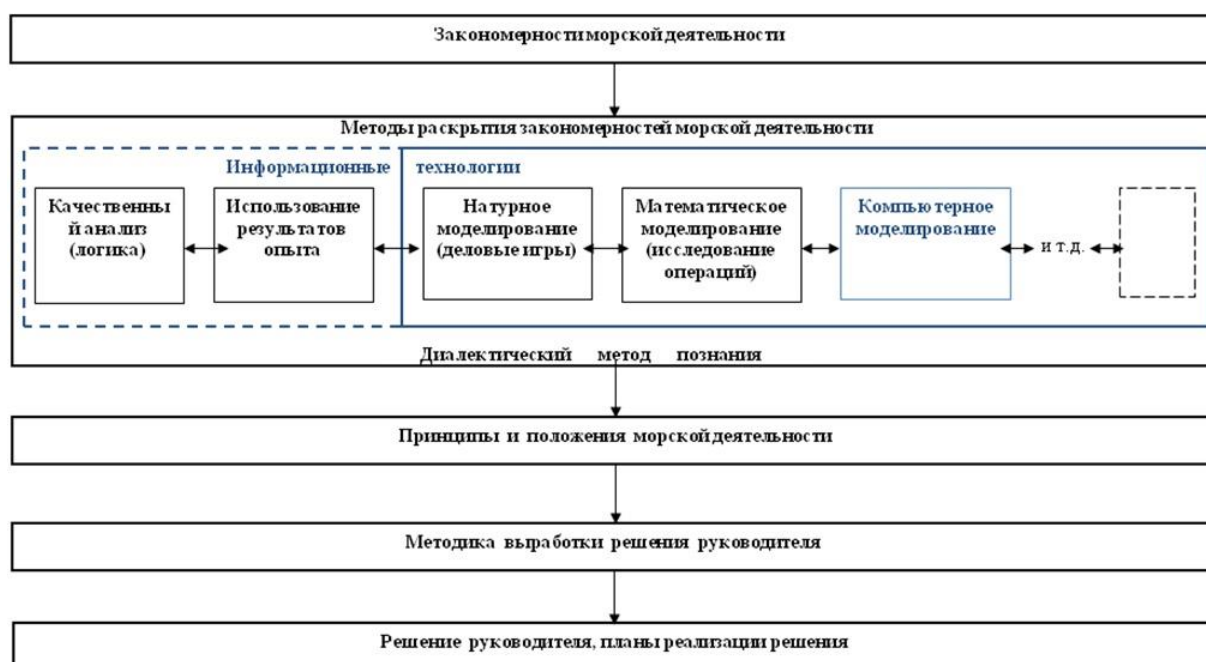 Закономерности морской деятельности
Методы раскрытия закономерностей морской деятельности
Информационные технологии
Качественны
й анализ
(логика)
Использование
результатов
опыта
Натурное
моделирование
(деловые игры)
Математическое
моделирование
(исследование
операций)
Компьютерное
моделирование
и т.д.
Диалектический метод познания
Принципы и положения морской деятельности
Методика выработки решения руководителя
Решение руководителя, планы реализации решения